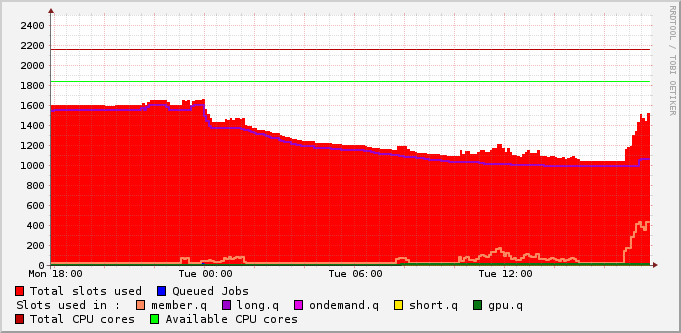 RRDTOOL / TOBI OETIKER
2400
2200
2000
1800
1600
1400
1200
1000
800
600
400
200
0
Mon 18:00 Tue 00:00 Tue 06:00 Tue 12:00
Total slots used Queued Jobs
Slots used in : member.q long.q ondemand.q short.q gpu.q
Total CPU cores Available CPU cores